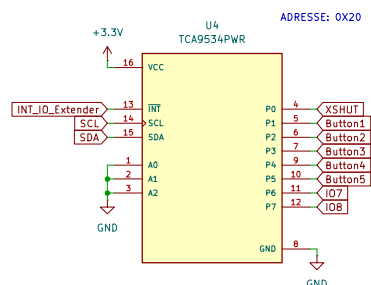 ADRESSE: 0X20
U4
TCA9534PWR
+3.3V
16 VCC
INT_IO_Extender 13 INT
SCL 14 SCL
SDA 15 SDA
1 A0
2 A1
3 A2
GND
P0 4 XSHUT
P1 5 Button1
P2 6 Button2
P3 7 Button3
P4 9 Button4
P5 10 Button5
P6 11 IO7
P7 12 IO8
GND 8
GND